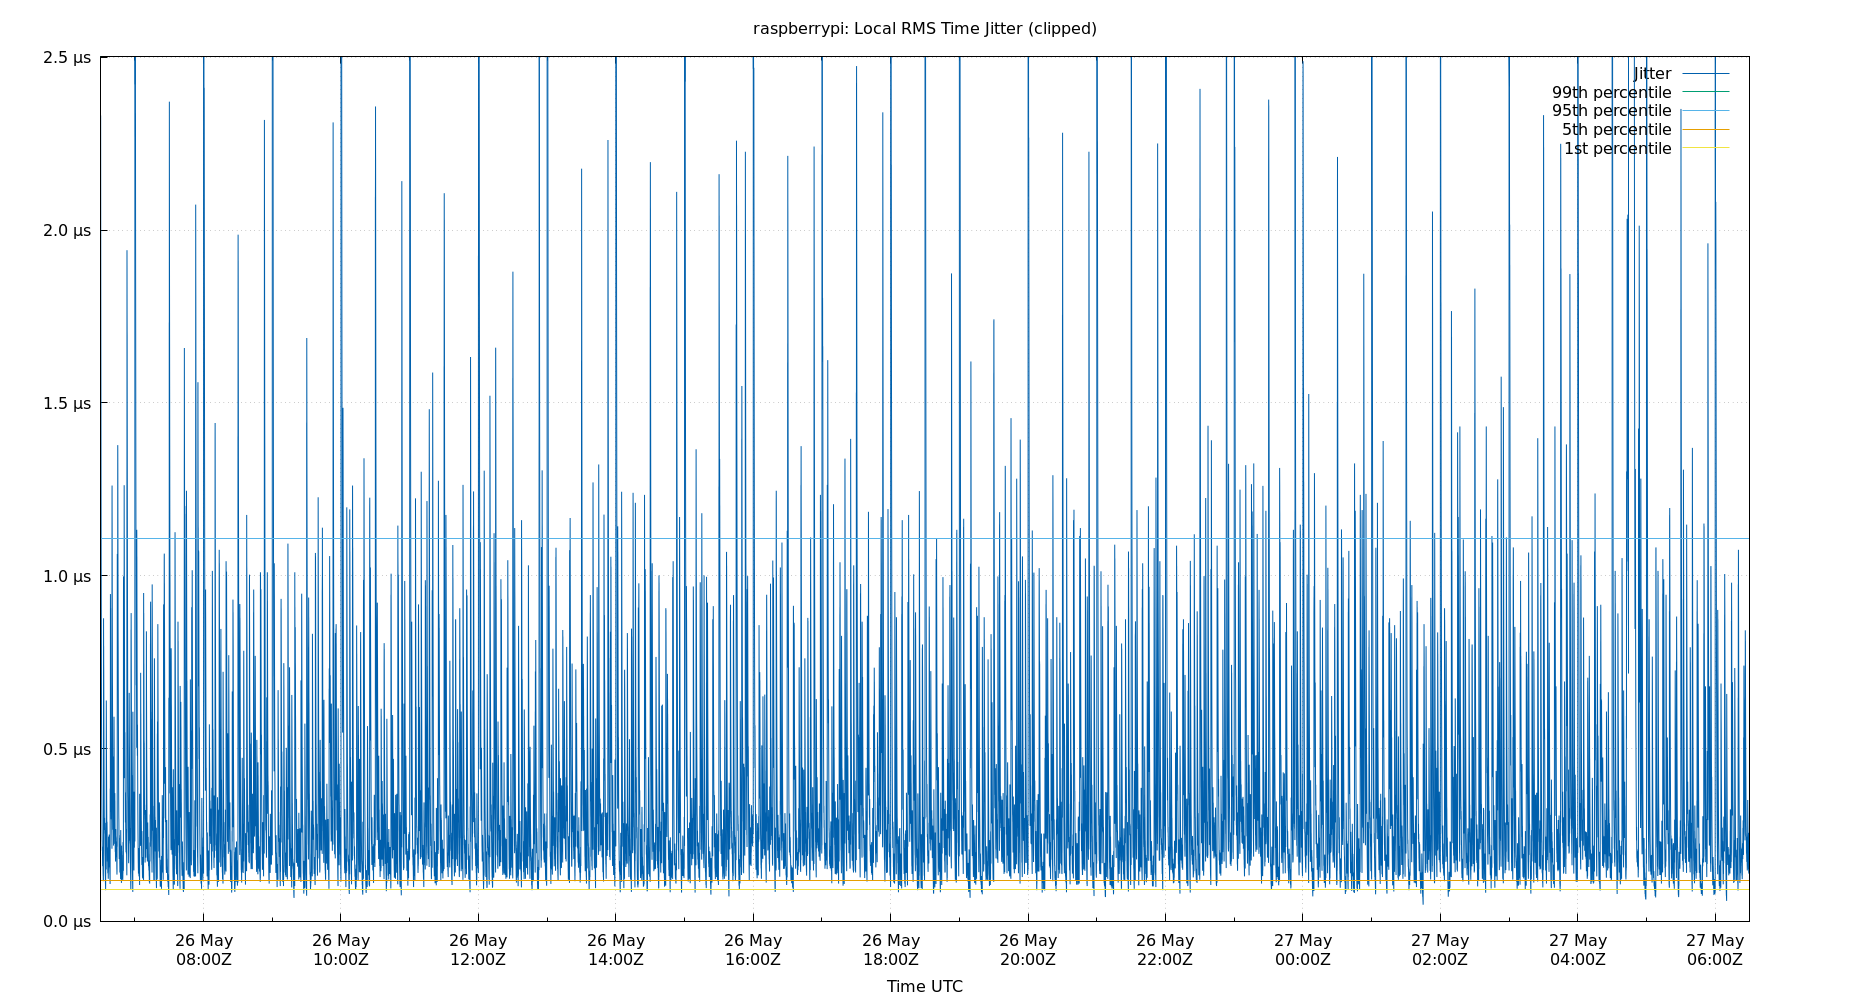 raspberrypi: Local RMS Time Jitter (clipped)
2.5 µs
2.0 µs
1.5 µs
1.0 µs
0.5 µs
0.0 µs
Jitter
99th percentile
95th percentile
5th percentile
1st percentile
26 May 26 May 26 May 26 May 26 May 26 May 26 May 26 May 27 May 27 May 27 May 27 May
08:00Z 10:00Z 12:00Z 14:00Z 16:00Z 18:00Z 20:00Z 22:00Z 00:00Z 02:00Z 04:00Z 06:00Z
Time UTC